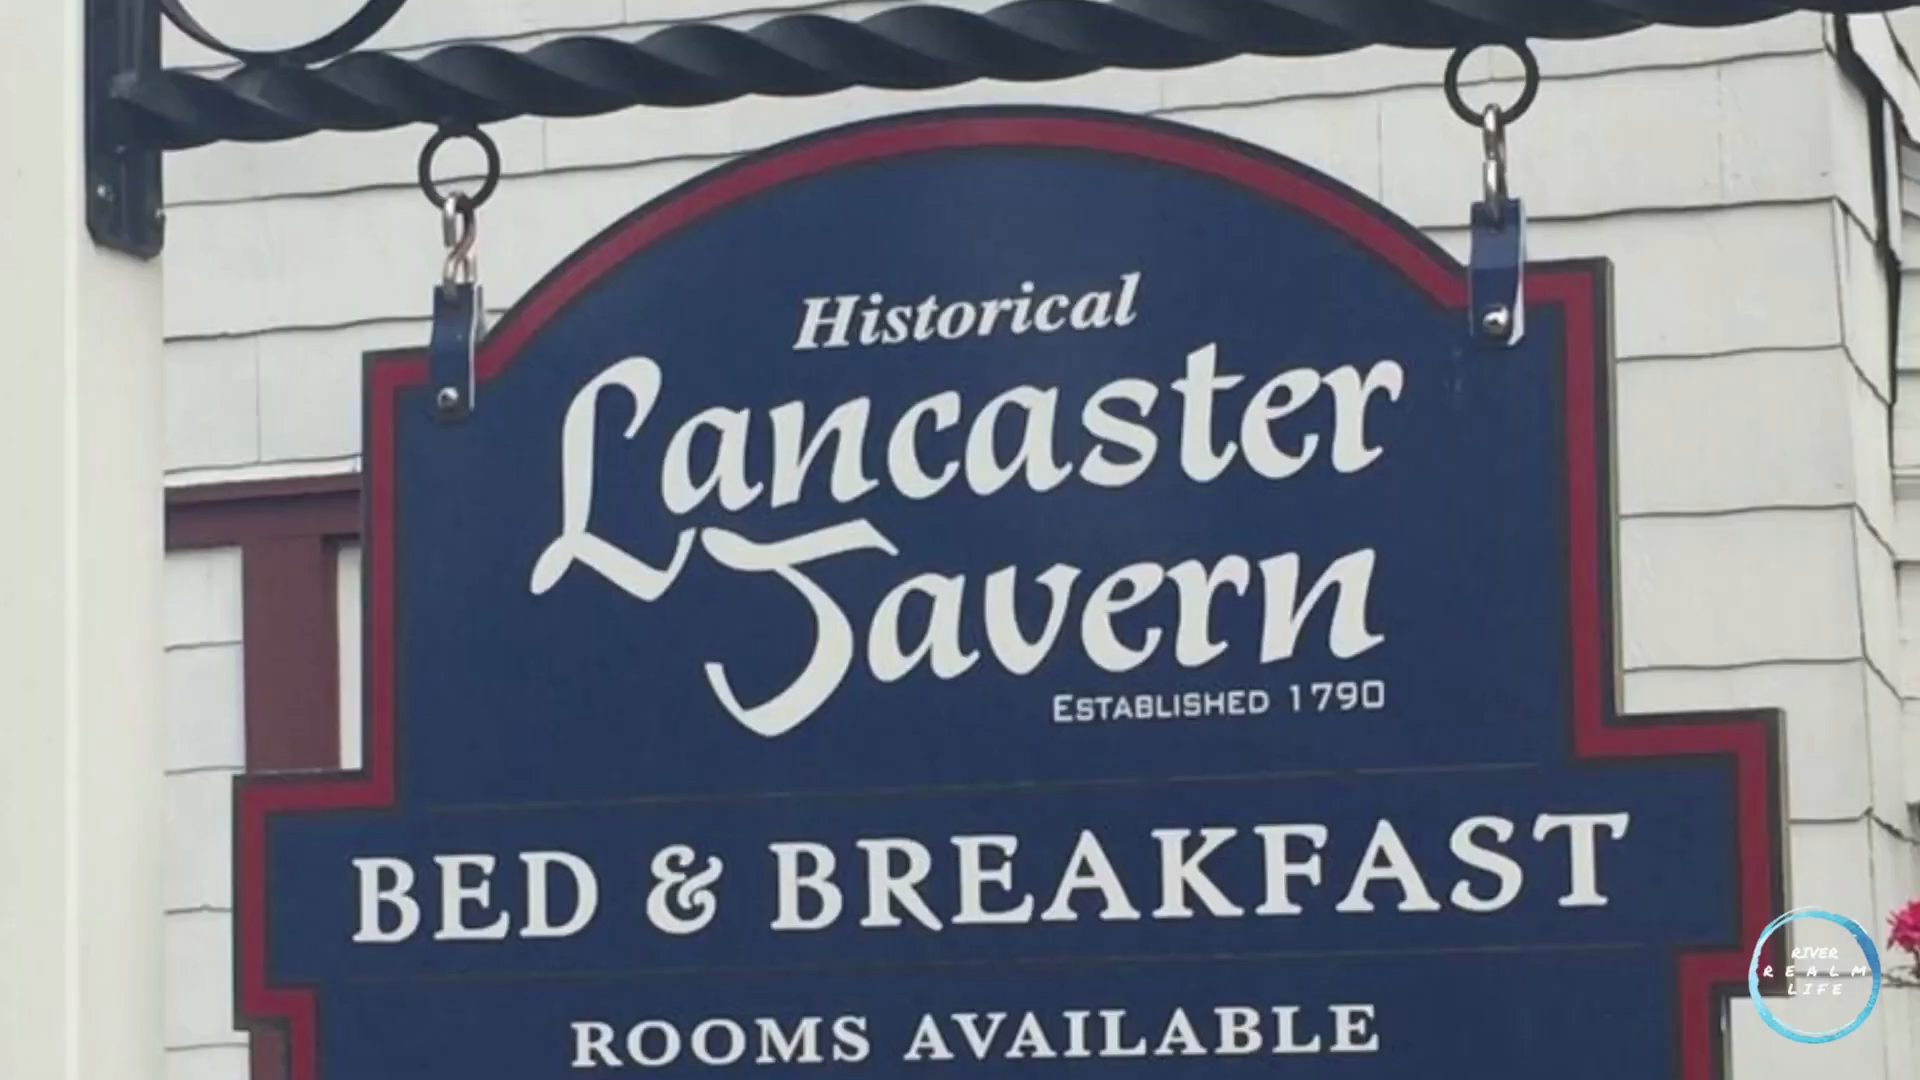 Historical
Lancaster
Tavern
ESTABLISHED 1790
BED & BREAKFAST
ROOMS AVAILABLE
RIVER
REALM
LIFE